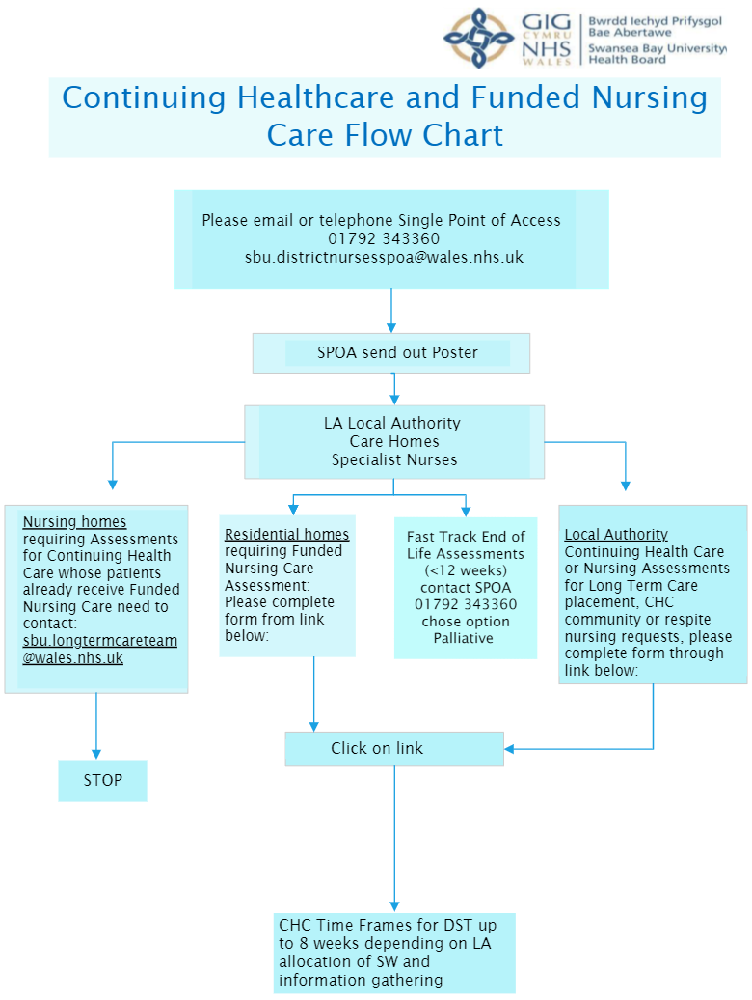 GIG
CYMRU
NHS
WALES
Bwrdd Iechyd Prifysgol
Bae Abertawe
Swansea Bay University
Health Board
Continuing Healthcare and Funded Nursing
Care Flow Chart
Please email or telephone Single Point of Access
01792 343360
sbu.districtnursesspoa@wales.nhs.uk
SPOA send out Poster
LA Local Authority
Care Homes
Specialist Nurses
Nursing homes
requiring Assessments
for Continuing Health
Care whose patients
already receive Funded
Nursing Care need to
contact:
sbu.longtermcareteam
@wales.nhs.uk
Residential homes
requiring Funded
Nursing Care
Assessment:
Please complete
form from link
below:
Fast Track End of
Life Assessments
(<12 weeks)
contact SPOA
01792 343360
chose option
Palliative
Local Authority
Continuing Health Care
or Nursing Assessments
for Long Term Care
placement, CHC
community or respite
nursing requests, please
complete form through
link below:
Click on link
STOP
CHC Time Frames for DST up
to 8 weeks depending on LA
allocation of SW and
information gathering